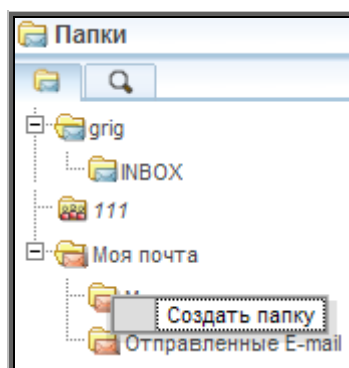 Папки
grig
INBOX
111
Моя почта
Создать папку
Отправленные E-mail